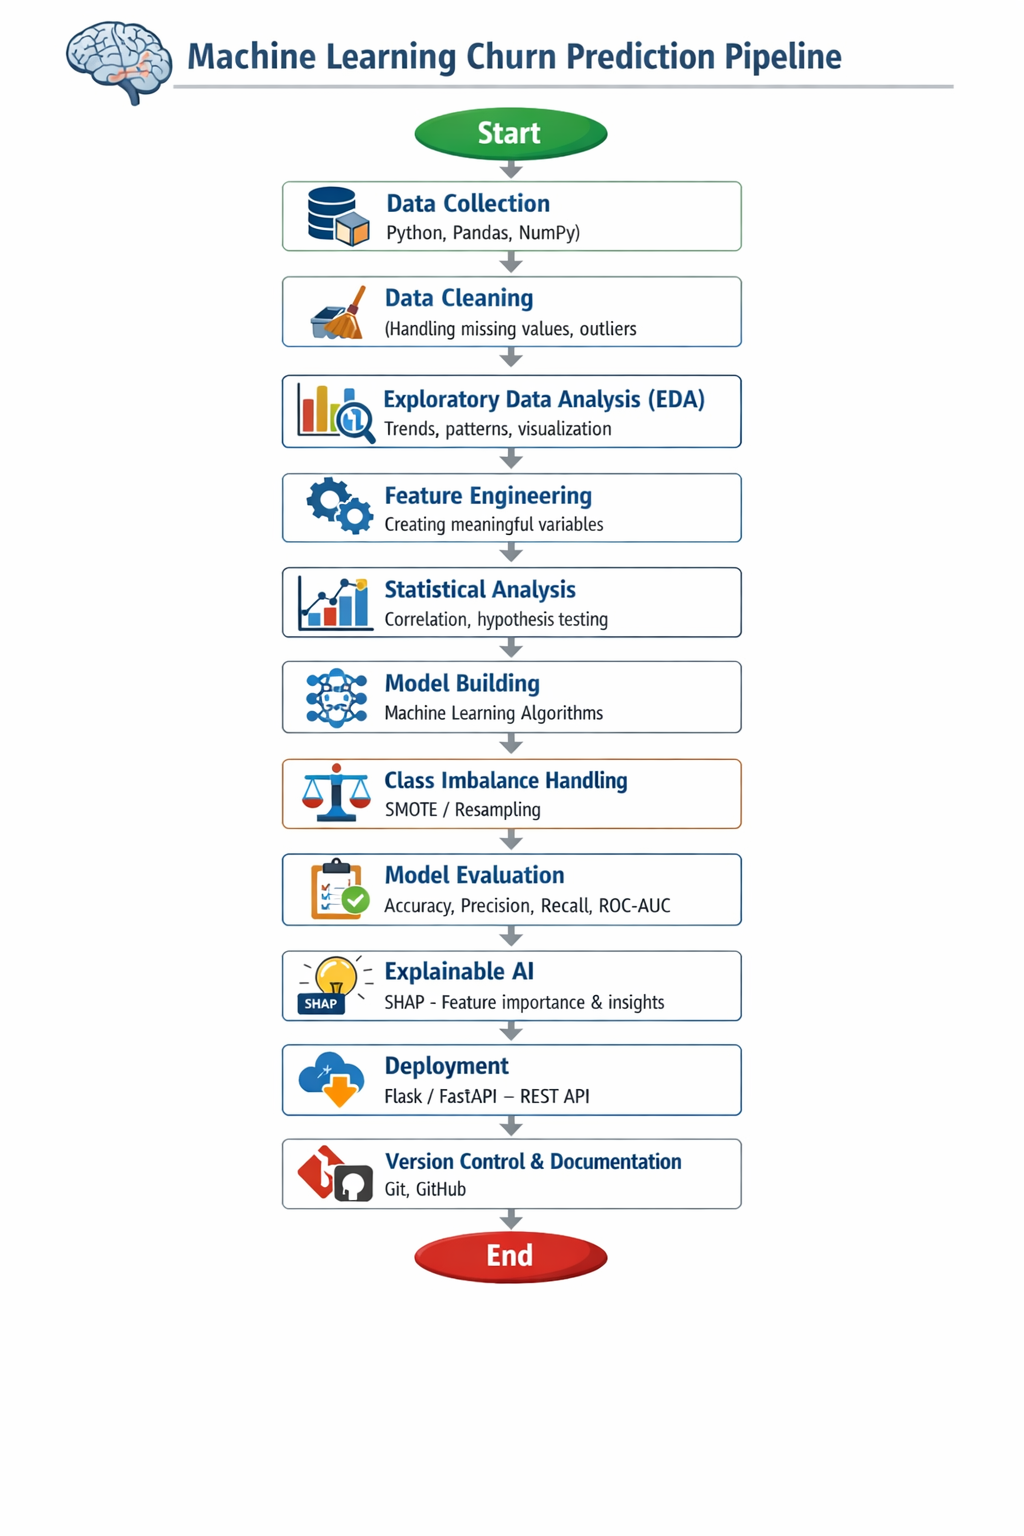 Machine Learning Churn Prediction Pipeline
Start
Data Collection
Python, Pandas, NumPy)
Data Cleaning
(Handling missing values, outliers
Exploratory Data Analysis (EDA)
Trends, patterns, visualization
Feature Engineering
Creating meaningful variables
Statistical Analysis
Correlation, hypothesis testing
Model Building
Machine Learning Algorithms
Class Imbalance Handling
SMOTE / Resampling
Model Evaluation
Accuracy, Precision, Recall, ROC-AUC
Explainable AI
SHAP
SHAP - Feature importance & insights
Deployment
Flask / FastAPI – REST API
Version Control & Documentation
Git, GitHub
End